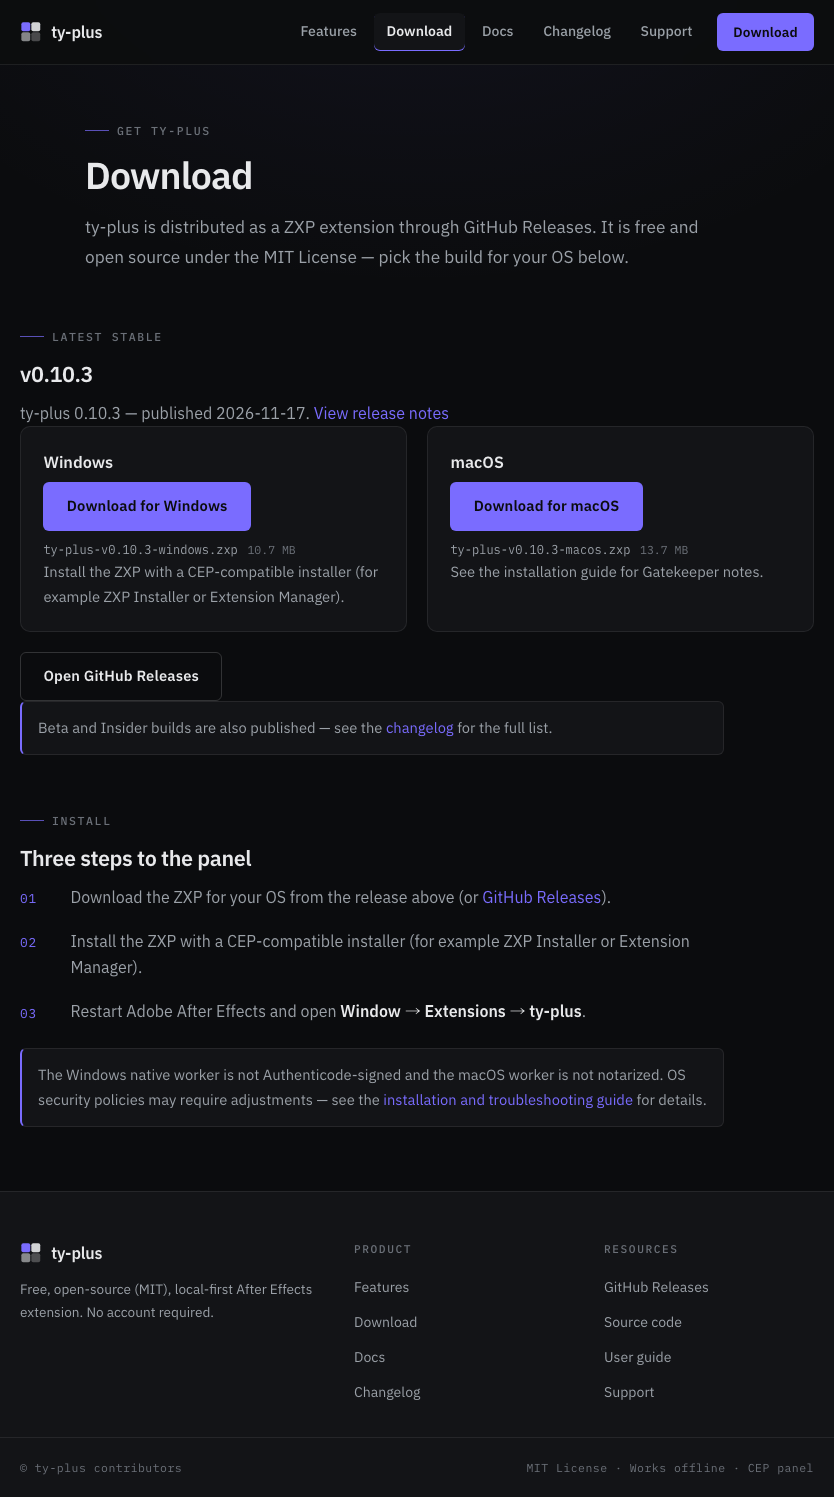 ty-plus
Features
Download
Docs
Changelog
Support
Download
GET TY-PLUS
Download
ty-plus is distributed as a ZXP extension through GitHub Releases. It is free and
open source under the MIT License — pick the build for your OS below.
LATEST STABLE
v0.10.3
ty-plus 0.10.3 — published 2026-11-17. View release notes
Windows
Download for Windows
ty-plus-v0.10.3-windows.zxp 10.7 MB
Install the ZXP with a CEP-compatible installer (for
example ZXP Installer or Extension Manager).
macOS
Download for macOS
ty-plus-v0.10.3-macos.zxp 13.7 MB
See the installation guide for Gatekeeper notes.
Open GitHub Releases
Beta and Insider builds are also published — see the changelog for the full list.
INSTALL
Three steps to the panel
01 Download the ZXP for your OS from the release above (or GitHub Releases).
02 Install the ZXP with a CEP-compatible installer (for example ZXP Installer or Extension
Manager).
03 Restart Adobe After Effects and open Window → Extensions → ty-plus.
The Windows native worker is not Authenticode-signed and the macOS worker is not notarized. OS
security policies may require adjustments — see the installation and troubleshooting guide for details.
ty-plus
Free, open-source (MIT), local-first After Effects
extension. No account required.
PRODUCT
Features
Download
Docs
Changelog
RESOURCES
GitHub Releases
Source code
User guide
Support
© ty-plus contributors
MIT License · Works offline · CEP panel